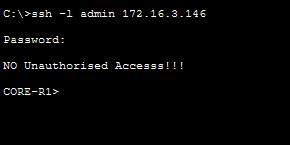 C:\>ssh -l admin 172.16.3.146
Password:
NO Unauthorised Accesss!!!
CORE-R1>